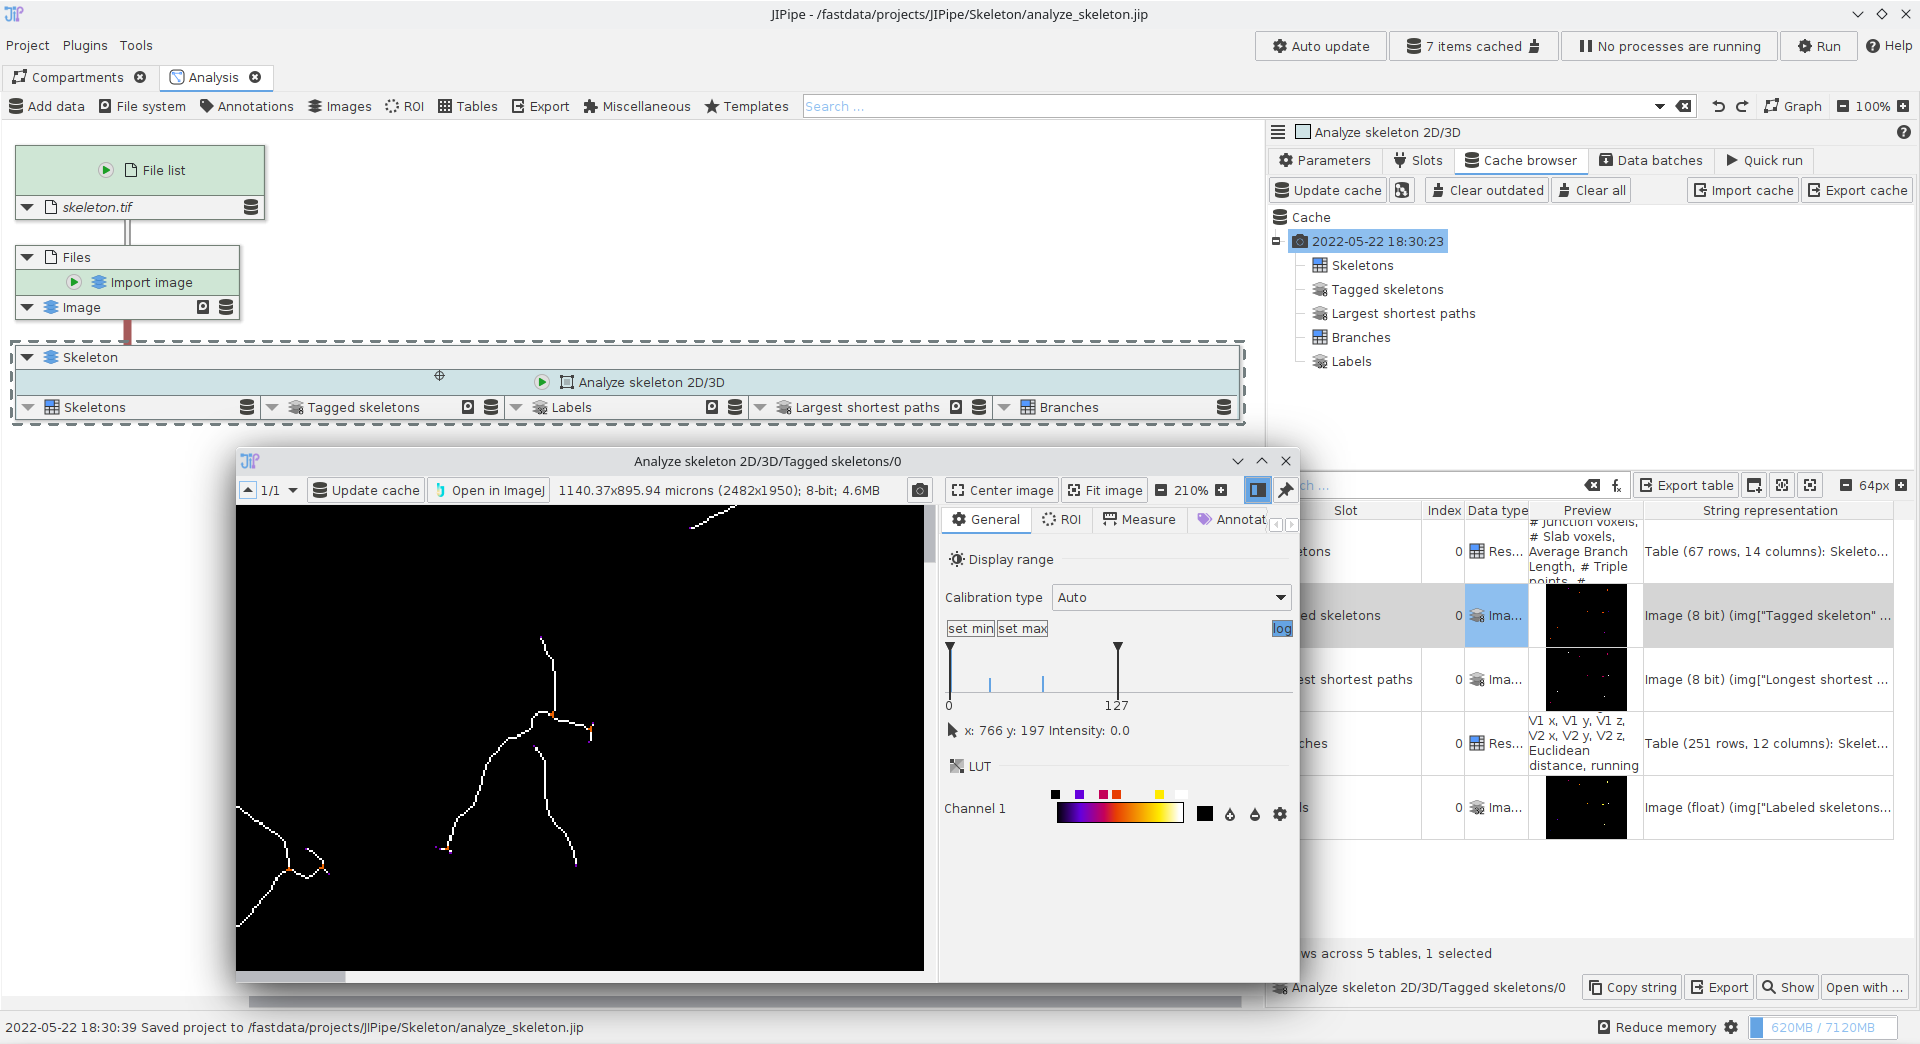 JIPipe - /fastdata/projects/JIPipe/Skeleton/analyze_skeleton.jip
Project Plugins Tools
Auto update 7 items cached No processes are running Run Help
Compartments Analysis
Add data File system Annotations Images ROI Tables Export Miscellaneous Templates Search ... Graph 100%
Analyze skeleton 2D/3D
Parameters Slots Cache browser Data batches Quick run
Update cache Clear outdated Clear all Import cache Export cache
Cache
2022-05-22 18:30:23
Skeletons
Tagged skeletons
Largest shortest paths
Branches
Labels
File list
skeleton.tif
Files
Import image
Image
Skeleton
Analyze skeleton 2D/3D
Skeletons Tagged skeletons Labels Largest shortest paths Branches
Analyze skeleton 2D/3D/Tagged skeletons/0
1/1 Update cache Open in ImageJ 1140.37x895.94 microns (2482x1950); 8-bit; 4.6MB Center image Fit image 210%
General ROI Measure Annotat
Display range
Calibration type Auto
set min set max log
0 127
x: 766 y: 197 Intensity: 0.0
LUT
Channel 1
ch ... Export table 64px
Slot Index Data type Preview String representation
etons 0 Res... # Junction voxels, Table (67 rows, 14 columns): Skeleto...
# Slab voxels,
Average Branch
Length, # Triple
points, #
ed skeletons 0 Ima... Image (8 bit) (img["Tagged skeleton" ...
est shortest paths 0 Ima... Image (8 bit) (img["Longest shortest ...
ches 0 Res... V1 x, V1 y, V1 z, Table (251 rows, 12 columns): Skelet...
V2 x, V2 y, V2 z,
Euclidean
distance, running
ls 0 Ima... Image (float) (img["Labeled skeletons...
ws across 5 tables, 1 selected
Analyze skeleton 2D/3D/Tagged skeletons/0 Copy string Export Show Open with ...
2022-05-22 18:30:39 Saved project to /fastdata/projects/JIPipe/Skeleton/analyze_skeleton.jip Reduce memory 620MB / 7120MB